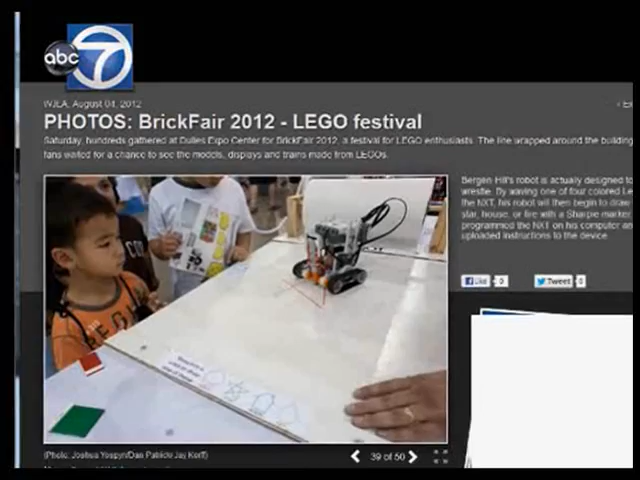 abc 7
WJLA, August 04, 2012
PHOTOS: BrickFair 2012 - LEGO festival
Saturday, hundreds gathered at Dulles Expo Center for BrickFair 2012, a festival for LEGO enthusiasts. The line wrapped around the building
fans waited for a chance to see the models, displays and trains made from LEGOs.
Bergen Hill's robot is actually designed to
wrestle. By waving one of four colored Le
the NXT, his robot will then begin to draw
star, house, or fire with a Sharpie marker
programmed the NXT on his computer an
uploaded instructions to the device.
Like 0 Tweet 0
(Photo: Joshua Yospyn/Dan Patrick/Jay Korff)
39 of 50